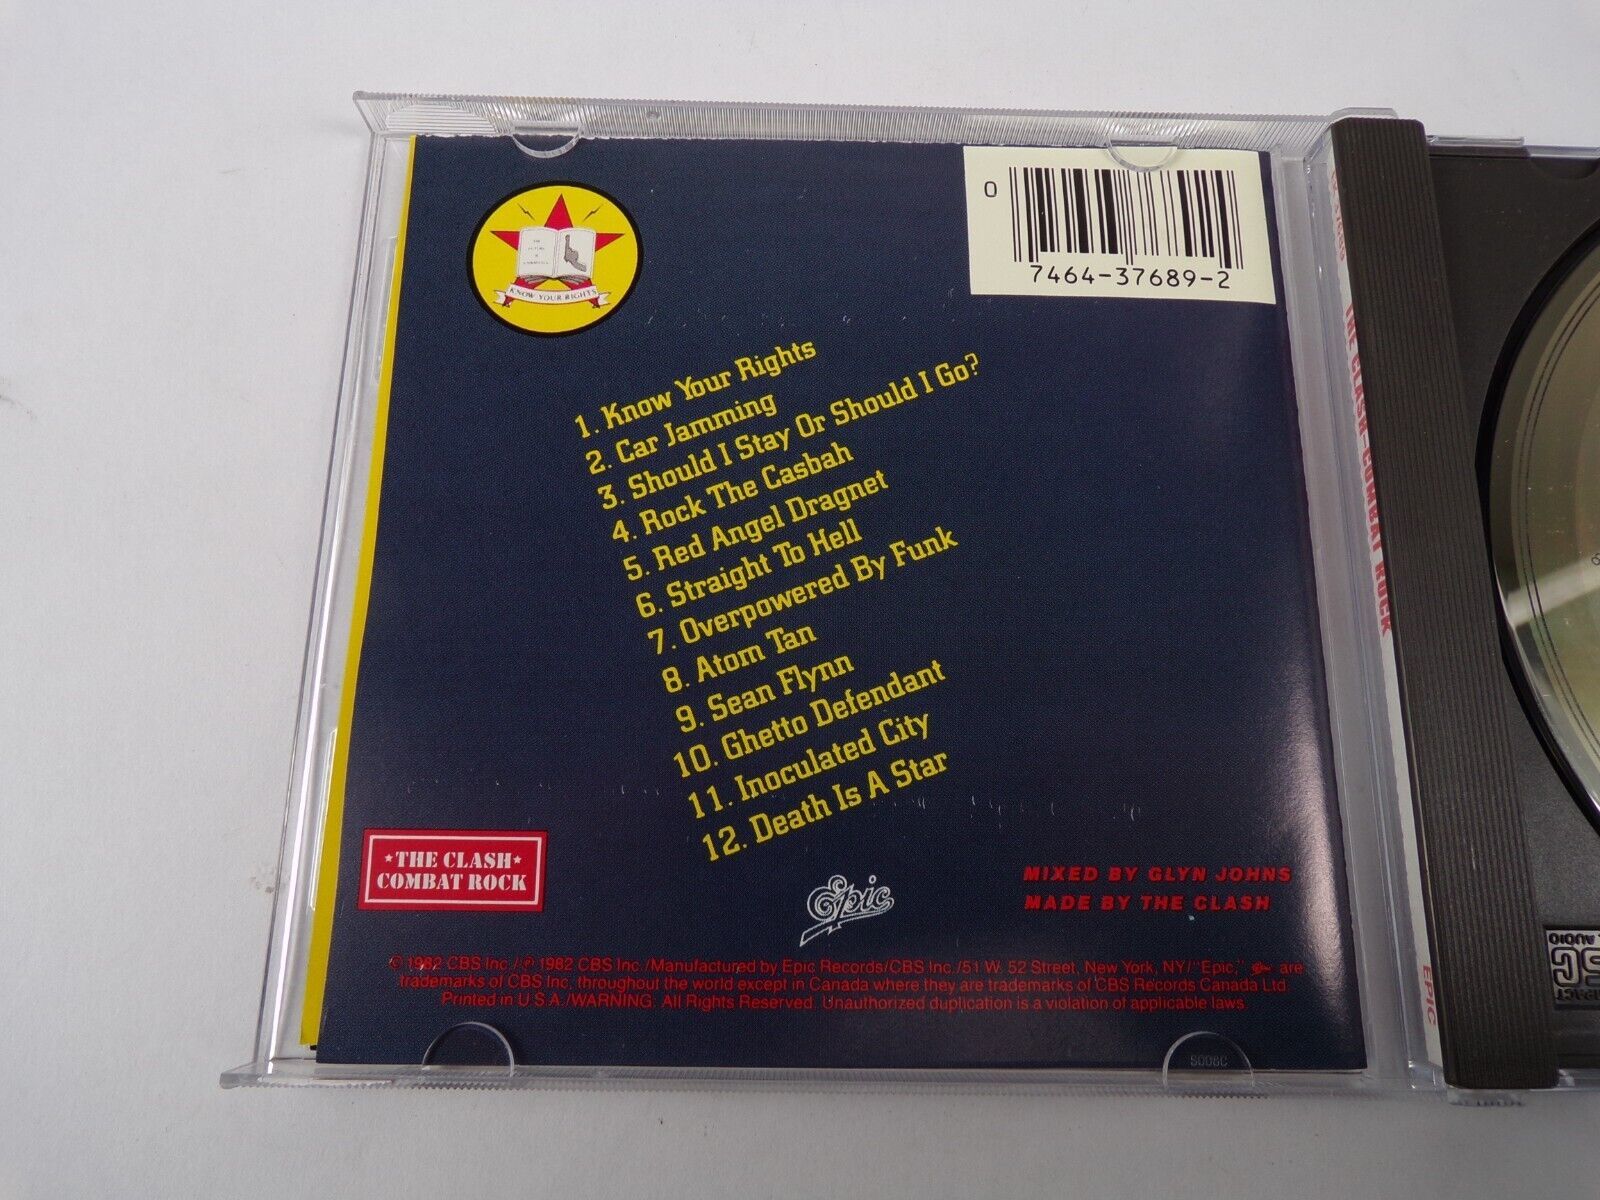 0
7464-37689-2
KNOW YOUR RIGHTS
1. Know Your Rights
2. Car Jamming
3. Should I Stay Or Should I Go?
4. Rock The Casbah
5. Red Angel Dragnet
6. Straight To Hell
7. Overpowered By Funk
8. Atom Tan
9. Sean Flynn
10. Ghetto Defendant
11. Inoculated City
12. Death Is A Star
★THE CLASH★
COMBAT ROCK
Epic
MIXED BY GLYN JOHNS
MADE BY THE CLASH
© 1982 CBS Inc./℗ 1982 CBS Inc./Manufactured by Epic Records/CBS Inc./51 W. 52 Street, New York, NY/"Epic," are
trademarks of CBS Inc. throughout the world except in Canada where they are trademarks of CBS Records Canada Ltd.
Printed in U.S.A./WARNING: All Rights Reserved. Unauthorized duplication is a violation of applicable laws.
5008C
THE CLASH-COMBAT ROCK
EPIC